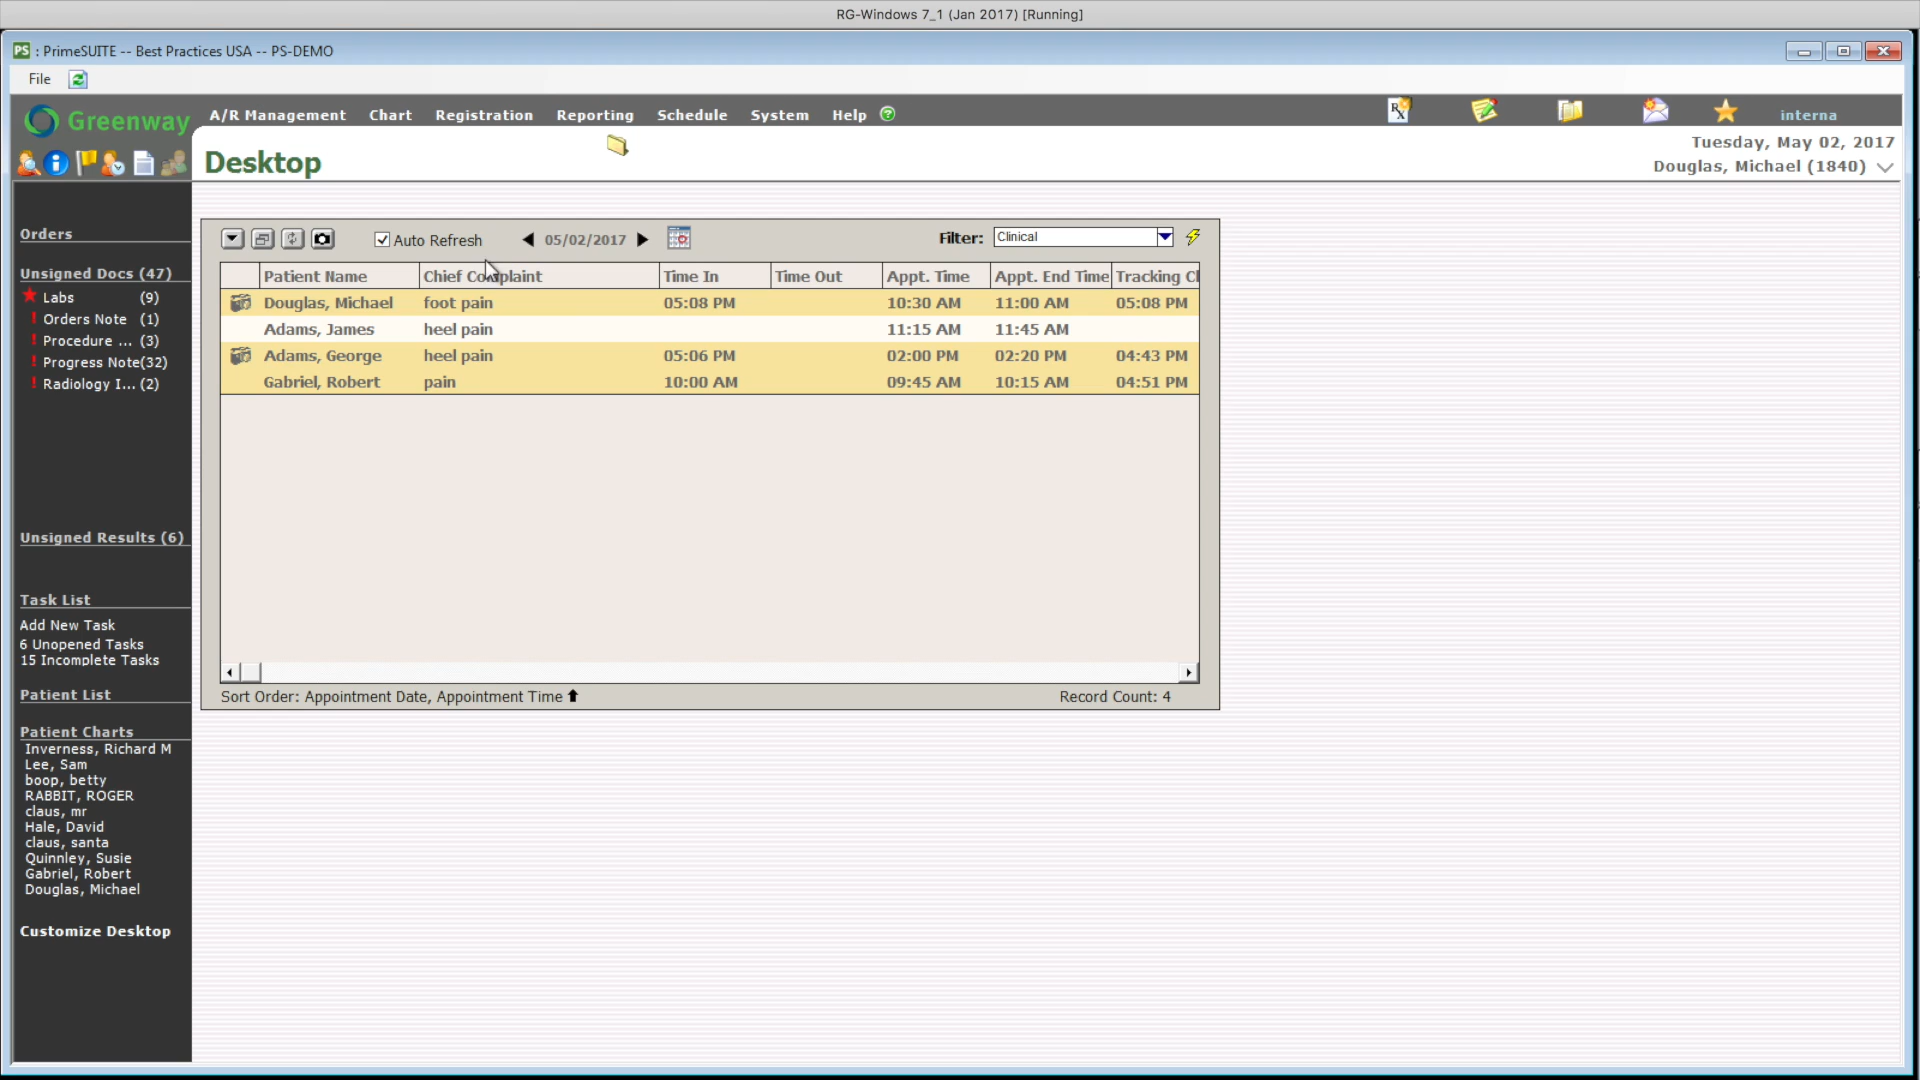 RG-Windows 7_1 (Jan 2017) [Running]
PS : PrimeSUITE -- Best Practices USA -- PS-DEMO
File
Greenway A/R Management Chart Registration Reporting Schedule System Help ? Rx interna
Tuesday, May 02, 2017
Desktop
Douglas, Michael (1840)
Orders
Unsigned Docs (47)
Labs (9)
! Orders Note (1)
! Procedure ... (3)
! Progress Note(32)
! Radiology I... (2)
Unsigned Results (6)
Task List
Add New Task
6 Unopened Tasks
15 Incomplete Tasks
Patient List
Patient Charts
Inverness, Richard M
Lee, Sam
boop, betty
RABBIT, ROGER
claus, mr
Hale, David
claus, santa
Quinnley, Susie
Gabriel, Robert
Douglas, Michael
Customize Desktop
Auto Refresh 05/02/2017 Filter: Clinical
Patient Name Chief Complaint Time In Time Out Appt. Time Appt. End Time Tracking Cl
Douglas, Michael foot pain 05:08 PM 10:30 AM 11:00 AM 05:08 PM
Adams, James heel pain 11:15 AM 11:45 AM
Adams, George heel pain 05:06 PM 02:00 PM 02:20 PM 04:43 PM
Gabriel, Robert pain 10:00 AM 09:45 AM 10:15 AM 04:51 PM
Sort Order: Appointment Date, Appointment Time Record Count: 4